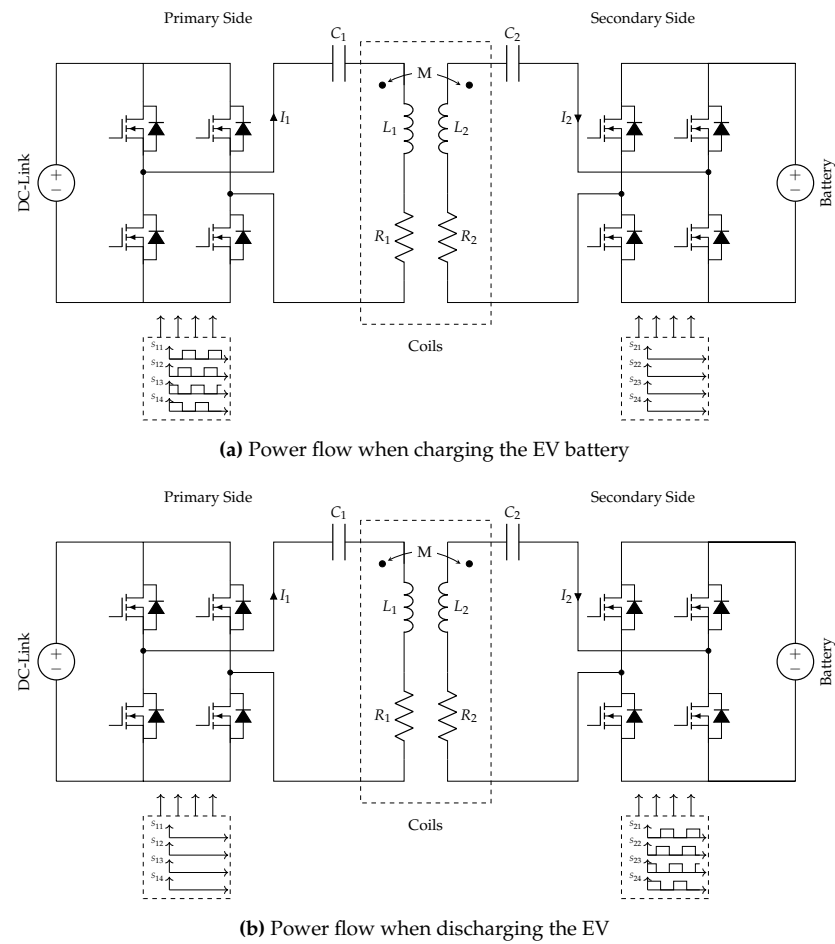 Primary Side
Secondary Side
C1
C2
M
I1
L1
L2
I2
DC-Link
Battery
R1
R2
Coils
S11
S12
S13
S14
S21
S22
S23
S24
(a) Power flow when charging the EV battery
Primary Side
Secondary Side
C1
C2
M
I1
L1
L2
I2
DC-Link
Battery
R1
R2
Coils
S11
S12
S13
S14
S21
S22
S23
S24
(b) Power flow when discharging the EV